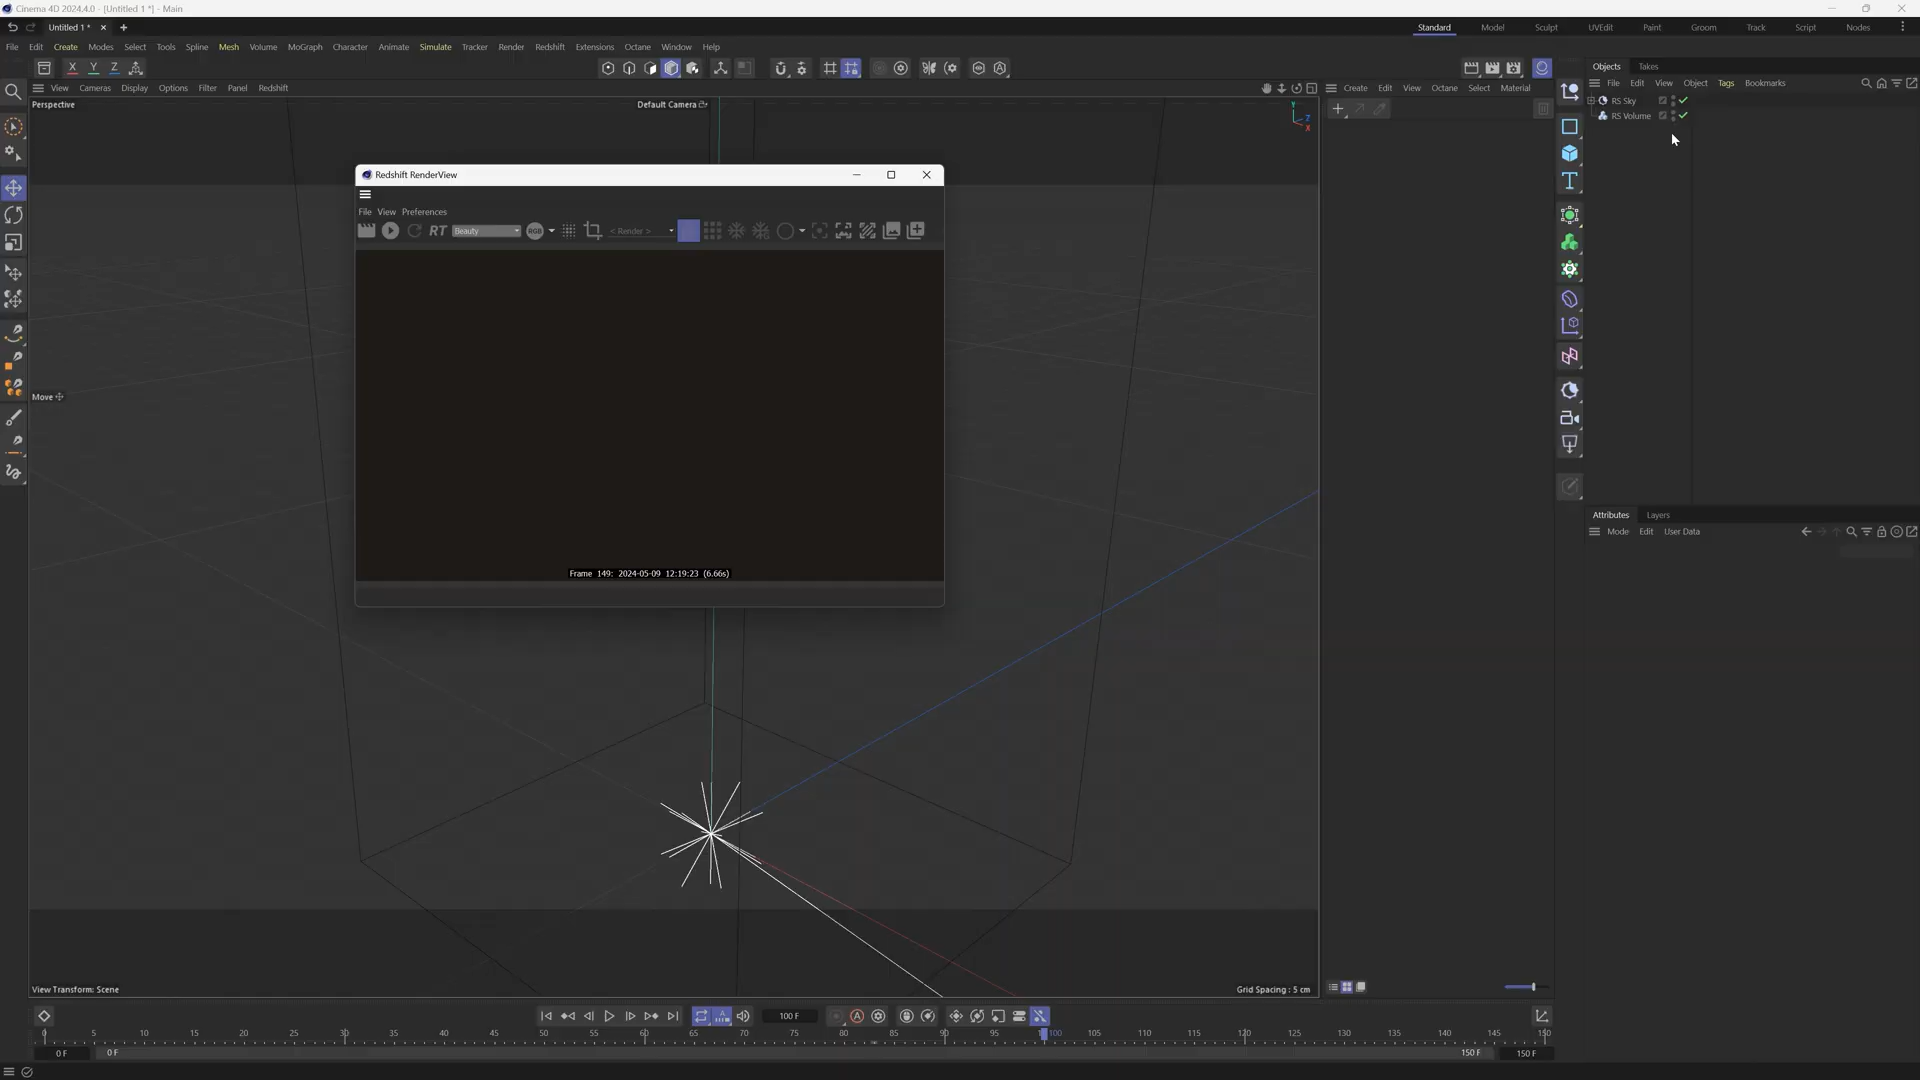 Cinema 4D 2024.4.0 - [Untitled 1 *] - Main
Untitled 1 *
Standard Model Sculpt UVEdit Paint Groom Track Script Nodes
File Edit Create Modes Select Tools Spline Mesh Volume MoGraph Character Animate Simulate Tracker Render Redshift Extensions Octane Window Help
X Y Z
Objects Takes
View Cameras Display Options Filter Panel Redshift
Create Edit View Octane Select Material
File Edit View Object Tags Bookmarks
Perspective
Default Camera
Y
Z
X
RS Sky
RS Volume
Redshift RenderView
File View Preferences
RT Beauty RGB < Render >
Move
Frame 149: 2024-05-09 12:19:23 (6.66s)
Attributes Layers
Mode Edit User Data
View Transform: Scene
Grid Spacing : 5 cm
100 F
0 5 10 15 20 25 30 35 40 45 50 55 60 65 70 75 80 85 90 95 100 105 110 115 120 125 130 135 140 145 150
0 F 0 F 150 F 150 F